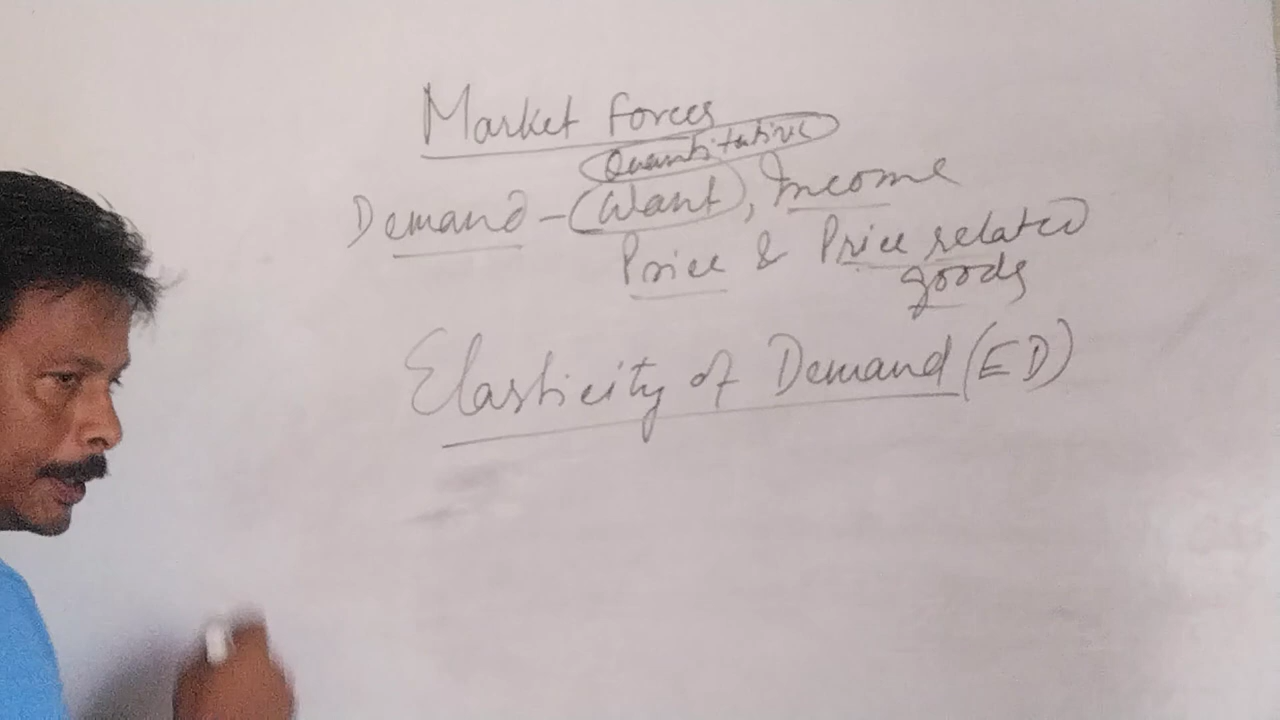 Market forces
Quantitative
Demand - Want, Income
Price & Price related
goods
Elasticity of Demand (ED)